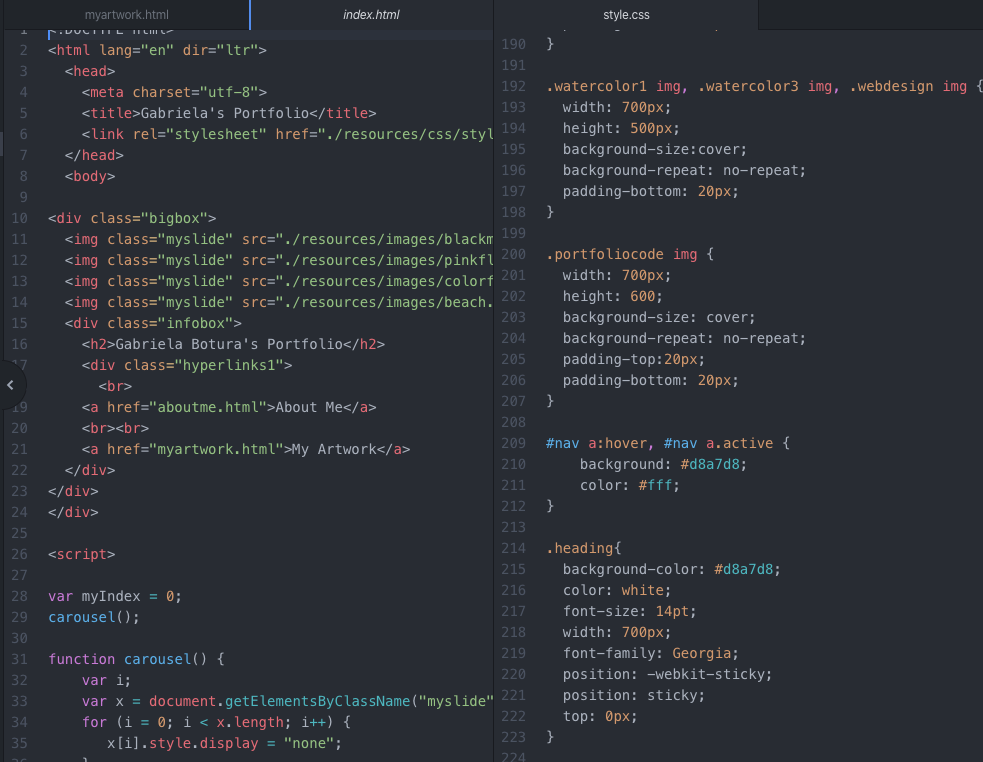 myartwork.html
index.html
style.css
1 <!DOCTYPE html>
2 <html lang="en" dir="ltr">
3 <head>
4 <meta charset="utf-8">
5 <title>Gabriela's Portfolio</title>
6 <link rel="stylesheet" href="./resources/css/styl
7 </head>
8 <body>
9
10 <div class="bigbox">
11 <img class="myslide" src="./resources/images/blackm
12 <img class="myslide" src="./resources/images/pinkfl
13 <img class="myslide" src="./resources/images/colorf
14 <img class="myslide" src="./resources/images/beach.
15 <div class="infobox">
16 <h2>Gabriela Botura's Portfolio</h2>
17 <div class="hyperlinks1">
<br>
19 <a href="aboutme.html">About Me</a>
20 <br><br>
21 <a href="myartwork.html">My Artwork</a>
22 </div>
23 </div>
24 </div>
25
26 <script>
27
28 var myIndex = 0;
29 carousel();
30
31 function carousel() {
32 var i;
33 var x = document.getElementsByClassName("myslide"
34 for (i = 0; i < x.length; i++) {
35 x[i].style.display = "none";
36 }
190 }
191
192 .watercolor1 img, .watercolor3 img, .webdesign img {
193 width: 700px;
194 height: 500px;
195 background-size:cover;
196 background-repeat: no-repeat;
197 padding-bottom: 20px;
198 }
199
200 .portfoliocode img {
201 width: 700px;
202 height: 600;
203 background-size: cover;
204 background-repeat: no-repeat;
205 padding-top:20px;
206 padding-bottom: 20px;
207 }
208
209 #nav a:hover, #nav a.active {
210 background: #d8a7d8;
211 color: #fff;
212 }
213
214 .heading{
215 background-color: #d8a7d8;
216 color: white;
217 font-size: 14pt;
218 width: 700px;
219 font-family: Georgia;
220 position: -webkit-sticky;
221 position: sticky;
222 top: 0px;
223 }
224